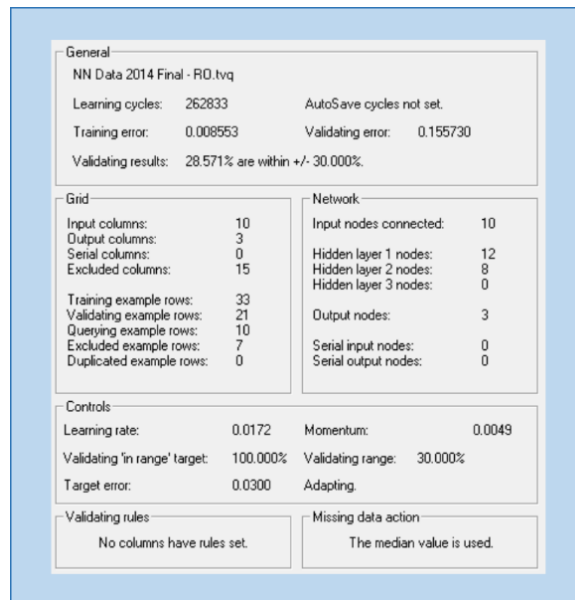 General
NN Data 2014 Final - RO.tvq
Learning cycles: 262833 AutoSave cycles not set.
Training error: 0.008553 Validating error: 0.155730
Validating results: 28.571% are within +/- 30.000%.
Grid
Input columns: 10
Output columns: 3
Serial columns: 0
Excluded columns: 15
Training example rows: 33
Validating example rows: 21
Querying example rows: 10
Excluded example rows: 7
Duplicated example rows: 0
Network
Input nodes connected: 10
Hidden layer 1 nodes: 12
Hidden layer 2 nodes: 8
Hidden layer 3 nodes: 0
Output nodes: 3
Serial input nodes: 0
Serial output nodes: 0
Controls
Learning rate: 0.0172 Momentum: 0.0049
Validating 'in range' target: 100.000% Validating range: 30.000%
Target error: 0.0300 Adapting.
Validating rules
No columns have rules set.
Missing data action
The median value is used.